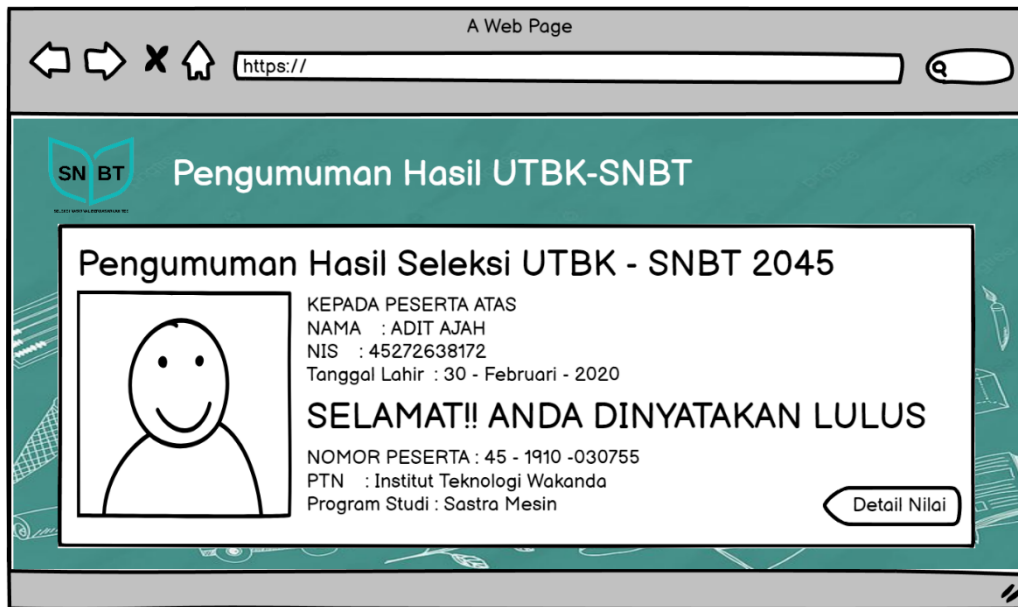 A Web Page
https://
SN BT
Pengumuman Hasil UTBK-SNBT
Pengumuman Hasil Seleksi UTBK - SNBT 2045
KEPADA PESERTA ATAS
NAMA : ADIT AJAH
NIS : 45272638172
Tanggal Lahir : 30 - Februari - 2020
SELAMAT!! ANDA DINYATAKAN LULUS
NOMOR PESERTA : 45 - 1910 -030755
PTN : Institut Teknologi Wakanda
Program Studi : Sastra Mesin
Detail Nilai